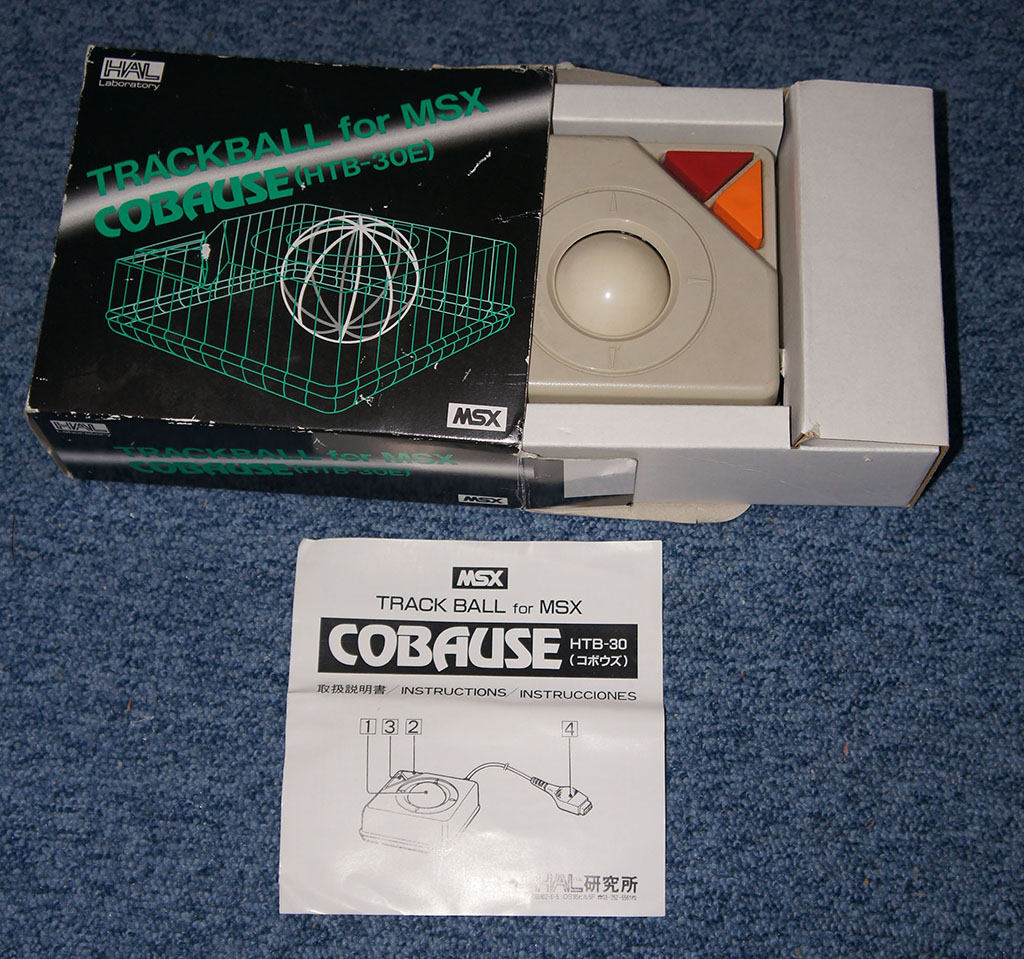 HAL
Laboratory
TRACKBALL for MSX
COBAUSE (HTB-30E)
MSX
HAL
TRACKBALL for MSX
COBAUSE (HTB-30E)
MSX
MSX
TRACK BALL for MSX
COBAUSE HTB-30
(コボウズ)
取扱説明書/INSTRUCTIONS/INSTRUCCIONES
1 3 2 4
HAL研究所